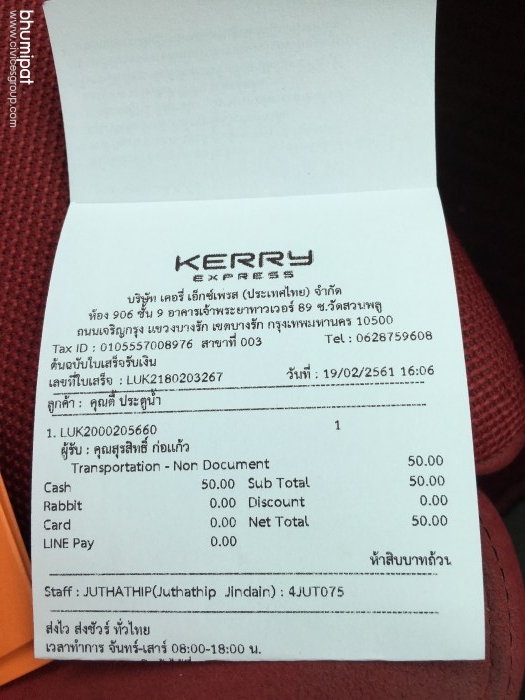 bhumipat
www.civicesgroup.com
KERRY
EXPRESS
บริษัท เคอรี่ เอ็กซ์เพรส (ประเทศไทย) จำกัด
ห้อง 906 ชั้น 9 อาคารเจ้าพระยาทาวเวอร์ 89 ซ.วัดสวนพลู
ถนนเจริญกรุง แขวงบางรัก เขตบางรัก กรุงเทพมหานคร 10500
Tax ID : 0105557008976 สาขาที่ 003 Tel : 0628759608
ต้นฉบับใบเสร็จรับเงิน
เลขที่ใบเสร็จ : LUK2180203267 วันที่ : 19/02/2561 16:06
ลูกค้า : คุณตี้ ประตูน้ำ
1. LUK2000205660 1
ผู้รับ : คุณสุรสิทธิ์ ก่อแก้ว
Transportation - Non Document 50.00
Cash 50.00 Sub Total 50.00
Rabbit 0.00 Discount 0.00
Card 0.00 Net Total 50.00
LINE Pay 0.00
ห้าสิบบาทถ้วน
Staff : JUTHATHIP(Juthathip Jindain) : 4JUT075
ส่งไว ส่งชัวร์ ทั่วไทย
เวลาทำการ จันทร์-เสาร์ 08:00-18:00 น.